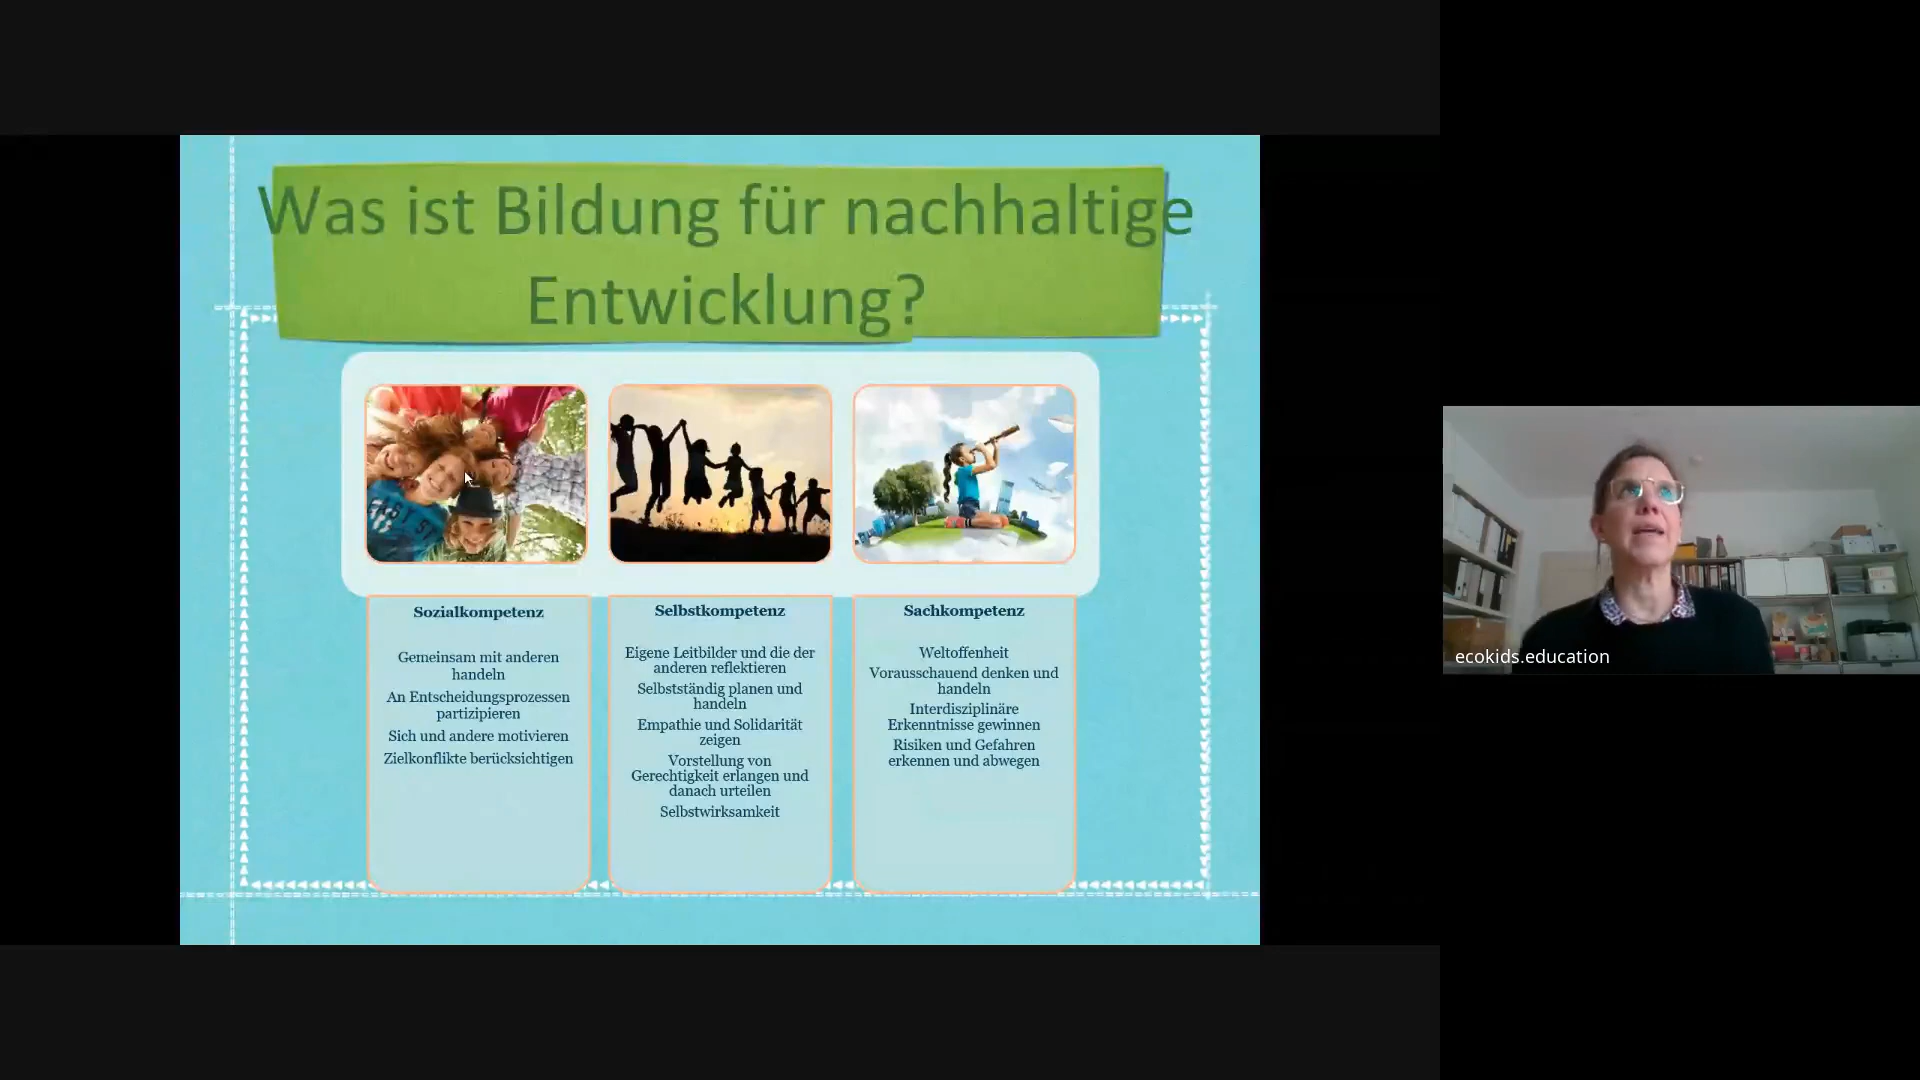 Was ist Bildung für nachhaltige
Entwicklung?
Sozialkompetenz
Gemeinsam mit anderen
handeln
An Entscheidungsprozessen
partizipieren
Sich und andere motivieren
Zielkonflikte berücksichtigen
Selbstkompetenz
Eigene Leitbilder und die der
anderen reflektieren
Selbstständig planen und
handeln
Empathie und Solidarität
zeigen
Vorstellung von
Gerechtigkeit erlangen und
danach urteilen
Selbstwirksamkeit
Sachkompetenz
Weltoffenheit
Vorausschauend denken und
handeln
Interdisziplinäre
Erkenntnisse gewinnen
Risiken und Gefahren
erkennen und abwegen
ecokids.education